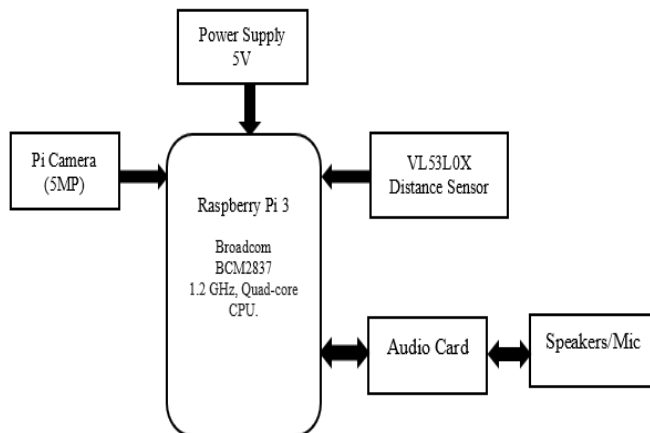 Power Supply
5V
Pi Camera
(5MP)
VL53L0X
Distance Sensor
Raspberry Pi 3
Broadcom
BCM2837
1.2 GHz, Quad-core
CPU.
Audio Card
Speakers/Mic